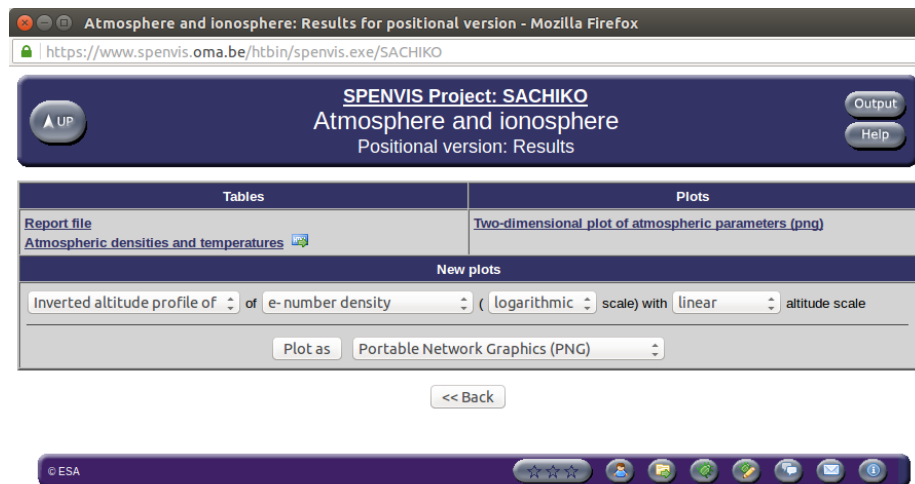 Atmosphere and ionosphere: Results for positional version - Mozilla Firefox
https://www.spenvis.oma.be/htbin/spenvis.exe/SACHIKO
UP
SPENVIS Project: SACHIKO
Atmosphere and ionosphere
Positional version: Results
Output
Help
Tables
Plots
Report file
Atmospheric densities and temperatures
Two-dimensional plot of atmospheric parameters (png)
New plots
Inverted altitude profile of of e- number density ( logarithmic scale) with linear altitude scale
Plot as Portable Network Graphics (PNG)
<< Back
© ESA